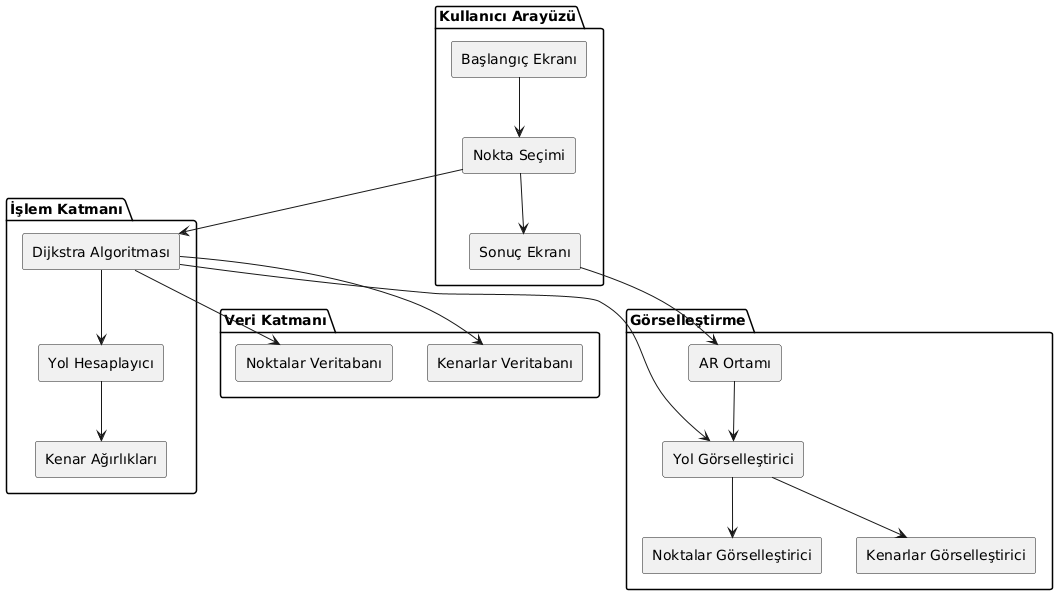 Kullanıcı Arayüzü
Başlangıç Ekranı
Nokta Seçimi
Sonuç Ekranı
İşlem Katmanı
Dijkstra Algoritması
Yol Hesaplayıcı
Kenar Ağırlıkları
Veri Katmanı
Noktalar Veritabanı
Kenarlar Veritabanı
Görselleştirme
AR Ortamı
Yol Görselleştirici
Noktalar Görselleştirici
Kenarlar Görselleştirici